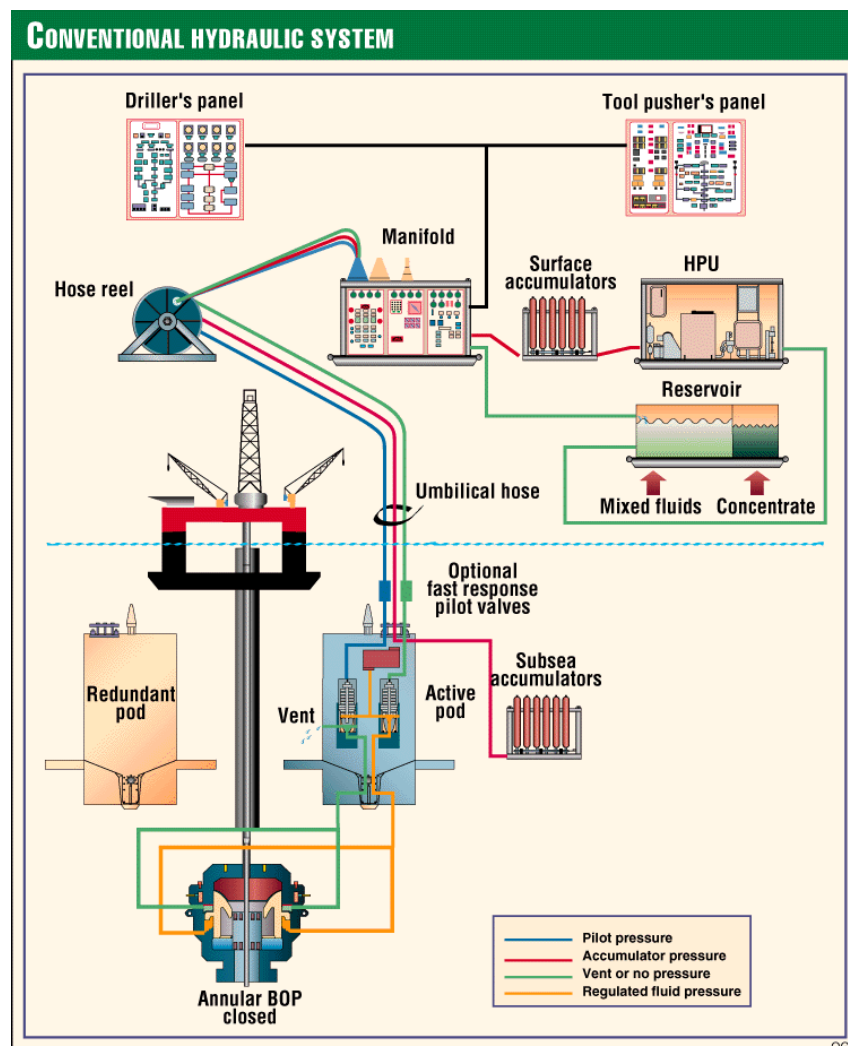 CONVENTIONAL HYDRAULIC SYSTEM
Driller's panel
Tool pusher's panel
Manifold
Surface
accumulators
HPU
Hose reel
Reservoir
Umbilical hose
Mixed fluids
Concentrate
Optional
fast response
pilot valves
Redundant
pod
Vent
Active
pod
Subsea
accumulators
Annular BOP
closed
Pilot pressure
Accumulator pressure
Vent or no pressure
Regulated fluid pressure